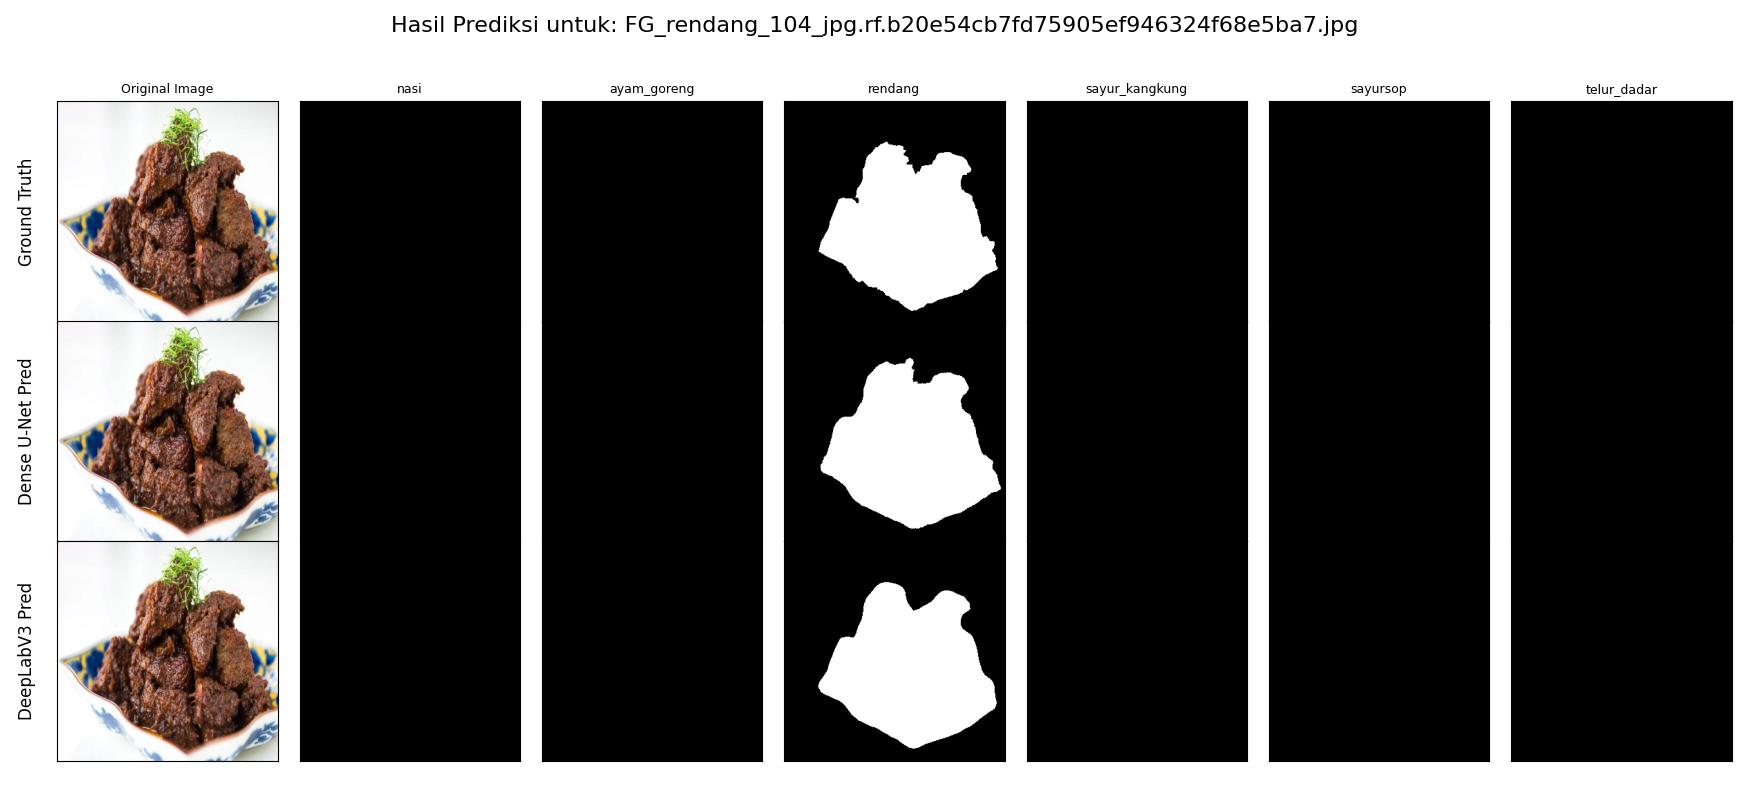 Hasil Prediksi untuk: FG_rendang_104_jpg.rf.b20e54cb7fd75905ef946324f68e5ba7.jpg
Original Image
nasi
ayam_goreng
rendang
sayur_kangkung
sayursop
telur_dadar
Ground Truth
Dense U-Net Pred
DeepLabV3 Pred